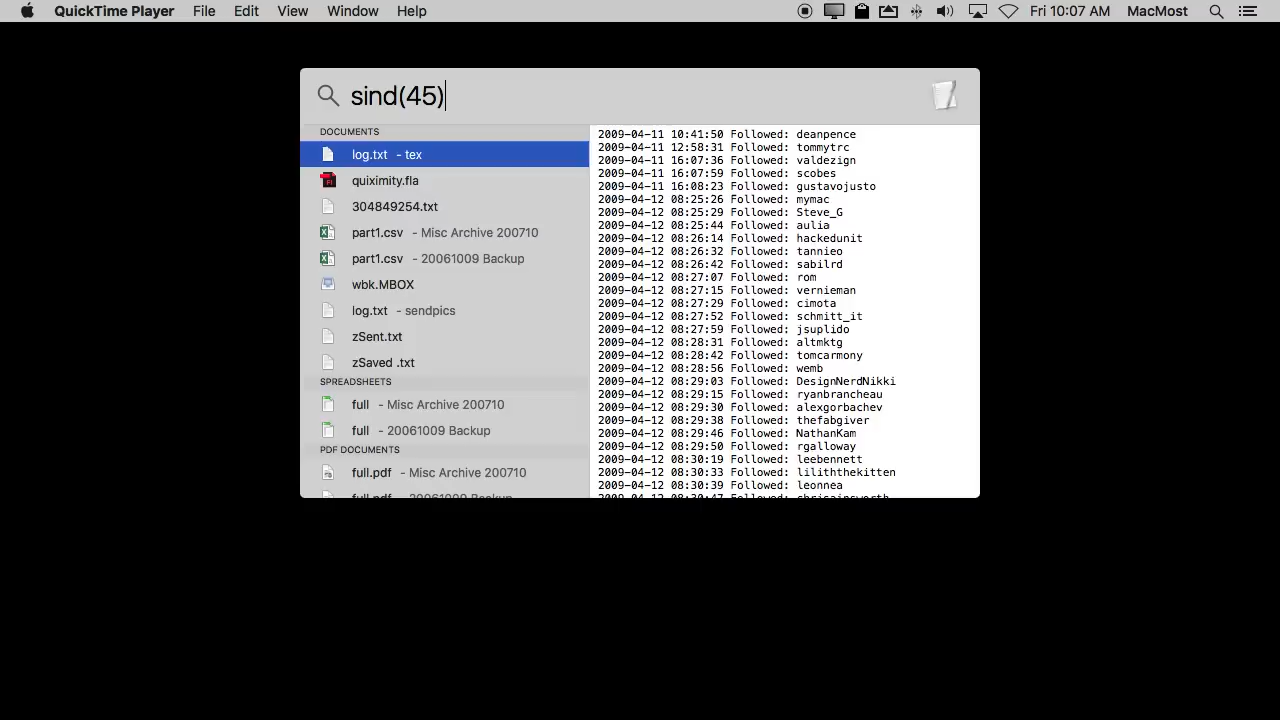 QuickTime Player File Edit View Window Help Fri 10:07 AM MacMost
sind(45)
DOCUMENTS
log.txt - tex
quiximity.fla
304849254.txt
part1.csv - Misc Archive 200710
part1.csv - 20061009 Backup
wbk.MBOX
log.txt - sendpics
zSent.txt
zSaved .txt
SPREADSHEETS
full - Misc Archive 200710
full - 20061009 Backup
PDF DOCUMENTS
full.pdf - Misc Archive 200710
full.pdf - 20061009 Backup
2009-04-11 10:41:50 Followed: deanpence
2009-04-11 12:58:31 Followed: tommytrc
2009-04-11 16:07:36 Followed: valdezign
2009-04-11 16:07:59 Followed: scobes
2009-04-11 16:08:23 Followed: gustavojusto
2009-04-12 08:25:26 Followed: mymac
2009-04-12 08:25:29 Followed: Steve_G
2009-04-12 08:25:44 Followed: aulia
2009-04-12 08:26:14 Followed: hackedunit
2009-04-12 08:26:32 Followed: tannieo
2009-04-12 08:26:42 Followed: sabilrd
2009-04-12 08:27:07 Followed: rom
2009-04-12 08:27:15 Followed: vernieman
2009-04-12 08:27:29 Followed: cimota
2009-04-12 08:27:52 Followed: schmitt_it
2009-04-12 08:27:59 Followed: jsuplido
2009-04-12 08:28:31 Followed: altmktg
2009-04-12 08:28:42 Followed: tomcarmony
2009-04-12 08:28:56 Followed: wemb
2009-04-12 08:29:03 Followed: DesignNerdNikki
2009-04-12 08:29:15 Followed: ryanbrancheau
2009-04-12 08:29:30 Followed: alexgorbachev
2009-04-12 08:29:38 Followed: thefabgiver
2009-04-12 08:29:46 Followed: NathanKam
2009-04-12 08:29:50 Followed: rgalloway
2009-04-12 08:30:19 Followed: leebennett
2009-04-12 08:30:33 Followed: liliththekitten
2009-04-12 08:30:39 Followed: leonnea
2009-04-12 08:30:47 Followed: chrisainsworth